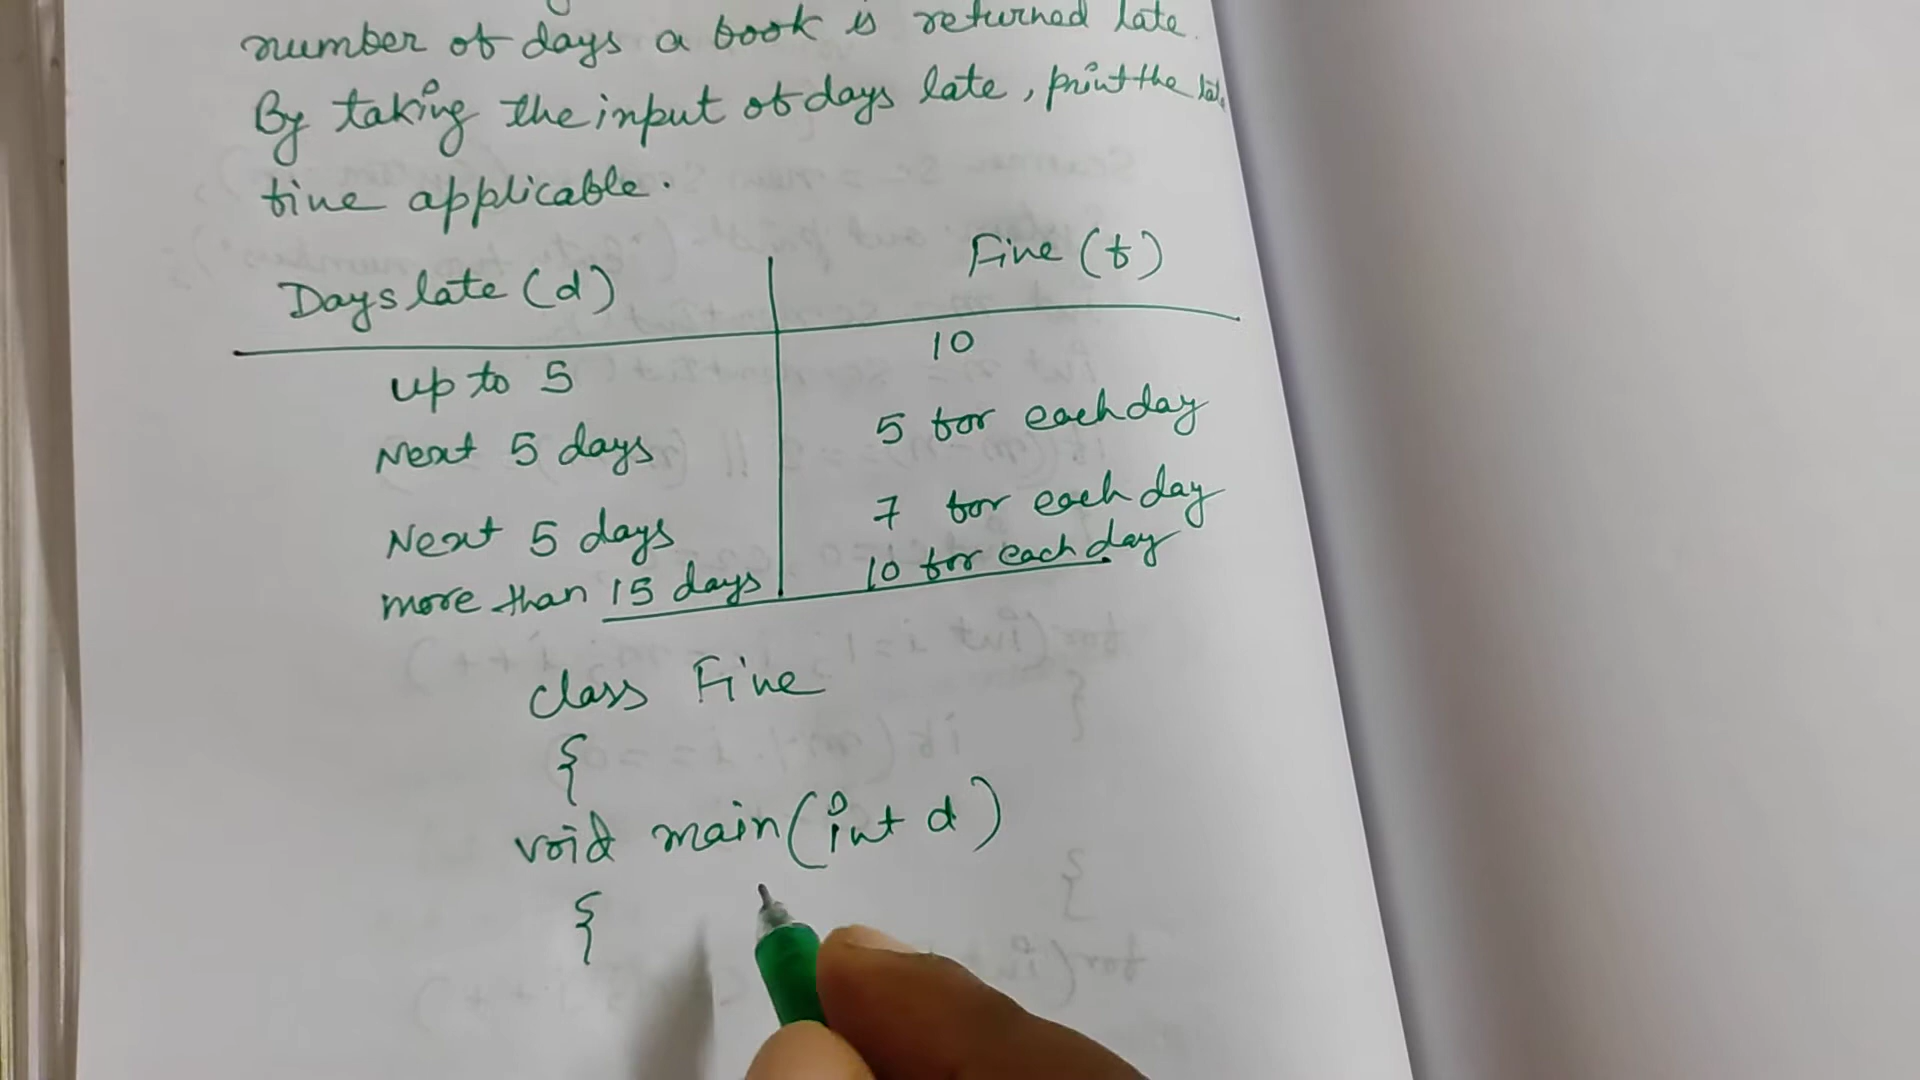 number of days a book is returned late.
By taking the input of days late, print the
fine applicable.
Days late (d) Fine (f)
up to 5 10
Next 5 days 5 for each day
Next 5 days 7 for each day
more than 15 days 10 for each day
class Fine
{
void main(int d)
{